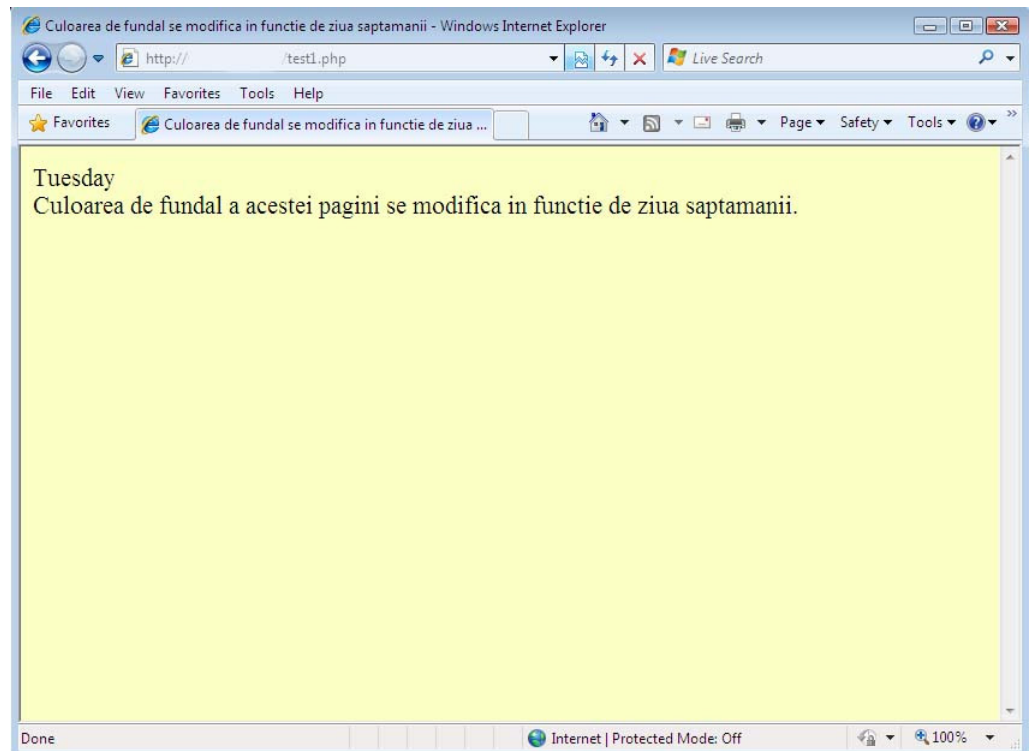 Culoarea de fundal se modifica in functie de ziua saptamanii - Windows Internet Explorer
http:// /test1.php Live Search
File Edit View Favorites Tools Help
Favorites Culoarea de fundal se modifica in functie de ziua ... Page Safety Tools
Tuesday
Culoarea de fundal a acestei pagini se modifica in functie de ziua saptamanii.
Done Internet | Protected Mode: Off 100%